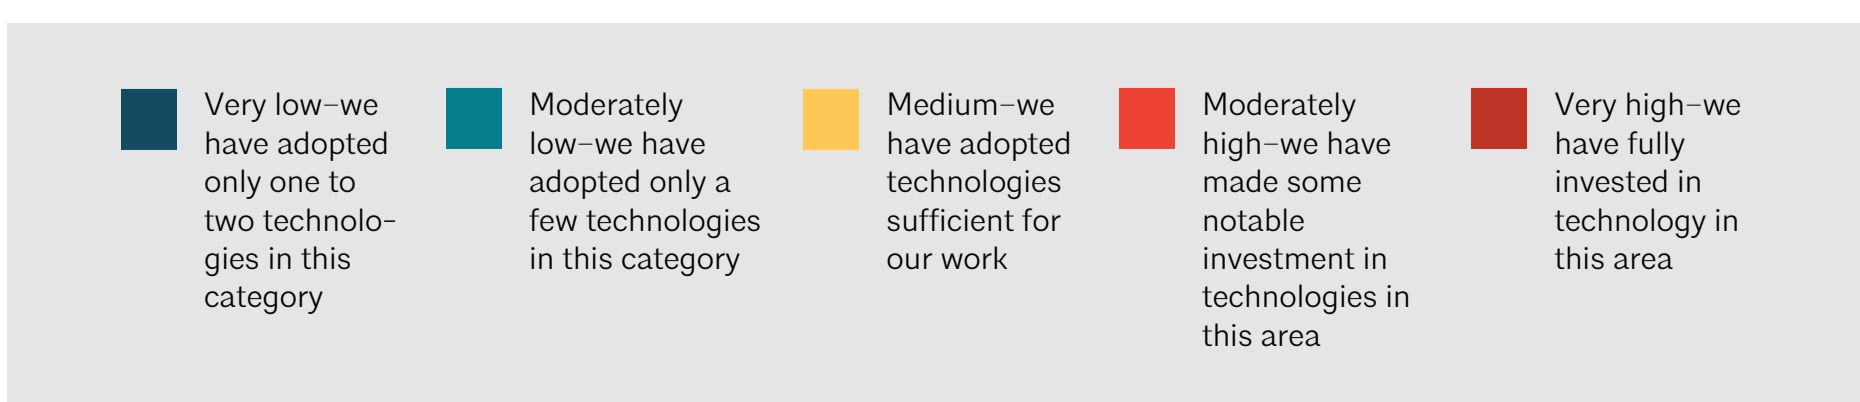 Very low–we
have adopted
only one to
two technolo-
gies in this
category
Moderately
low–we have
adopted only a
few technologies
in this category
Medium–we
have adopted
technologies
sufficient for
our work
Moderately
high–we have
made some
notable
investment in
technologies in
this area
Very high–we
have fully
invested in
technology in
this area